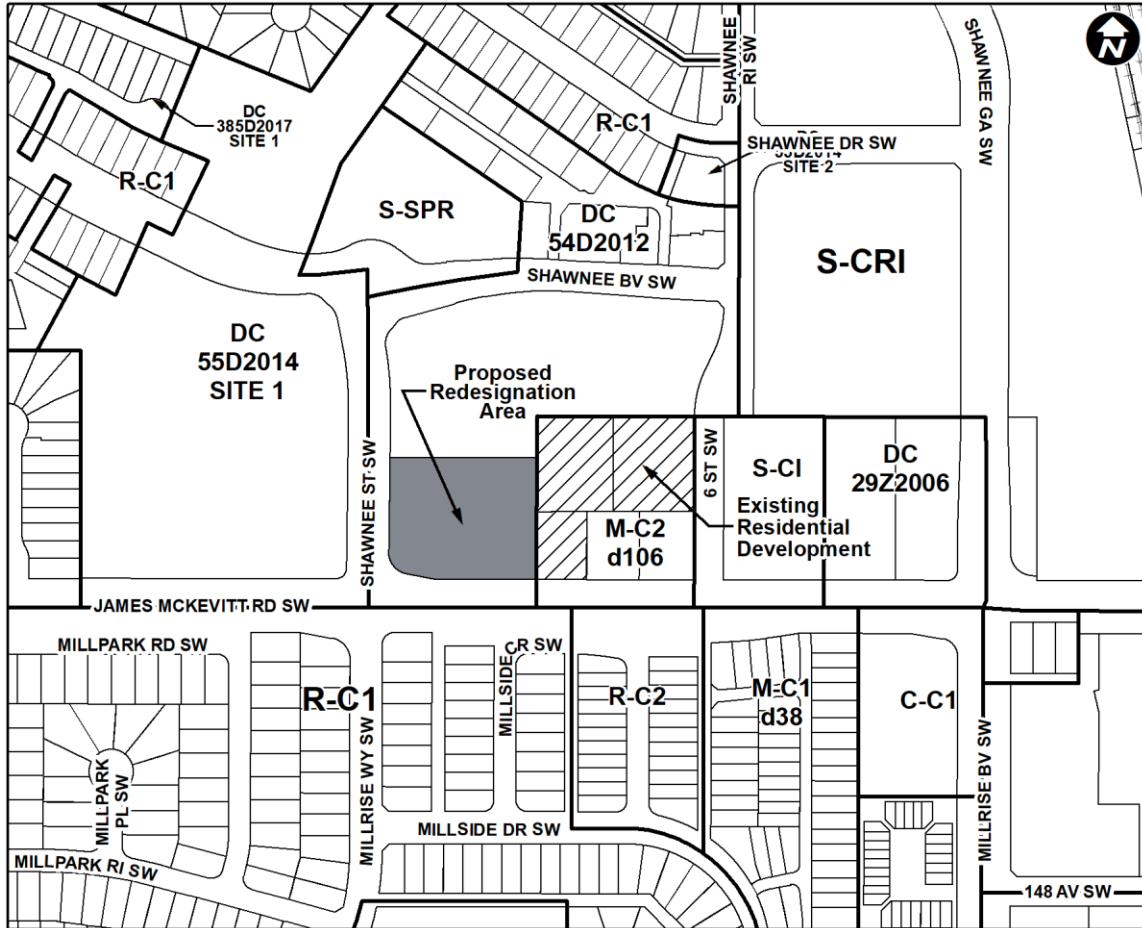 N
SHAWNEE
RI SW
SHAWNEE GA SW
DC
385D2017
SITE 1
R-C1
SHAWNEE DR SW
SITE 2
R-C1
S-SPR
DC
54D2012
S-CRI
SHAWNEE BV SW
DC
55D2014
SITE 1
Proposed
Redesignation
Area
SHAWNEE ST SW
6 ST SW
S-CI
DC
29Z2006
Existing
Residential
Development
M-C2
d106
JAMES MCKEVITT RD SW
MILLPARK RD SW
MILLSIDE CR SW
R-C1
R-C2
M-C1
d38
C-C1
MILLRISE WY SW
MILLPARK
PL SW
MILLRISE BV SW
MILLSIDE DR SW
MILLPARK RI SW
148 AV SW